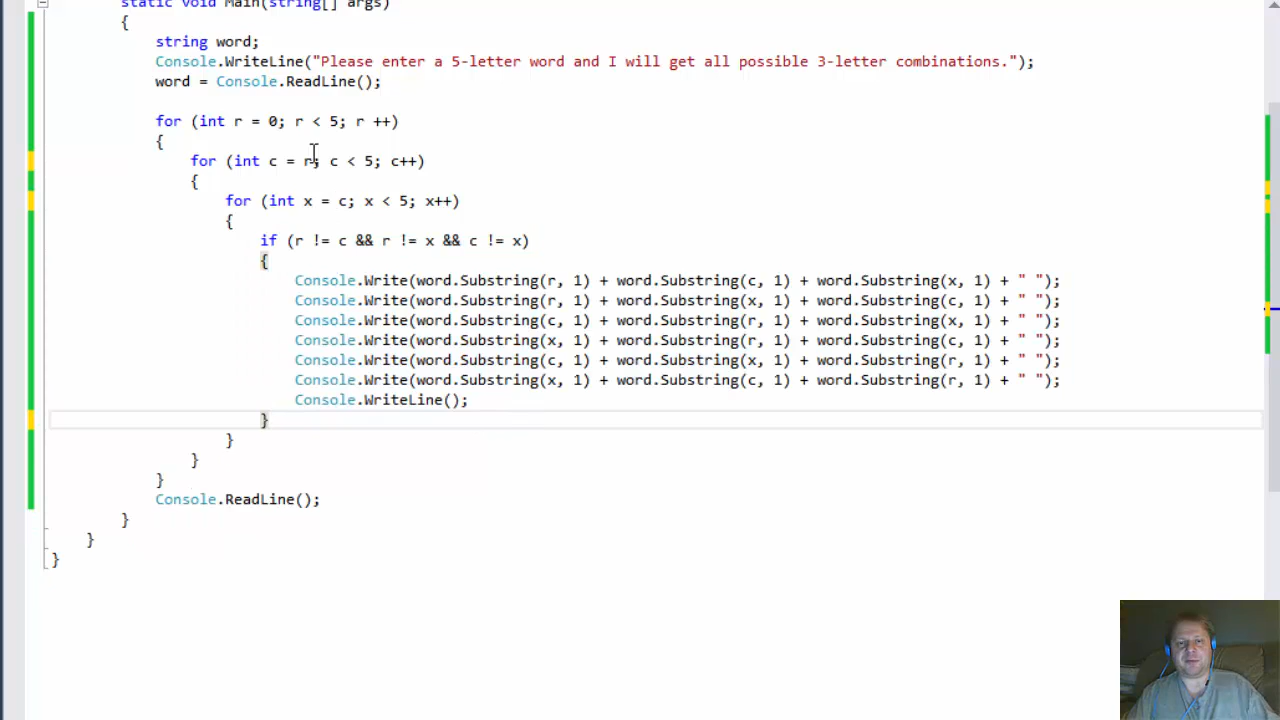 static void Main(string[] args)
{
string word;
Console.WriteLine("Please enter a 5-letter word and I will get all possible 3-letter combinations.");
word = Console.ReadLine();
for (int r = 0; r < 5; r ++)
{
for (int c = r; c < 5; c++)
{
for (int x = c; x < 5; x++)
{
if (r != c && r != x && c != x)
{
Console.Write(word.Substring(r, 1) + word.Substring(c, 1) + word.Substring(x, 1) + " ");
Console.Write(word.Substring(r, 1) + word.Substring(x, 1) + word.Substring(c, 1) + " ");
Console.Write(word.Substring(c, 1) + word.Substring(r, 1) + word.Substring(x, 1) + " ");
Console.Write(word.Substring(x, 1) + word.Substring(r, 1) + word.Substring(c, 1) + " ");
Console.Write(word.Substring(c, 1) + word.Substring(x, 1) + word.Substring(r, 1) + " ");
Console.Write(word.Substring(x, 1) + word.Substring(c, 1) + word.Substring(r, 1) + " ");
Console.WriteLine();
}
}
}
}
Console.ReadLine();
}
}
}